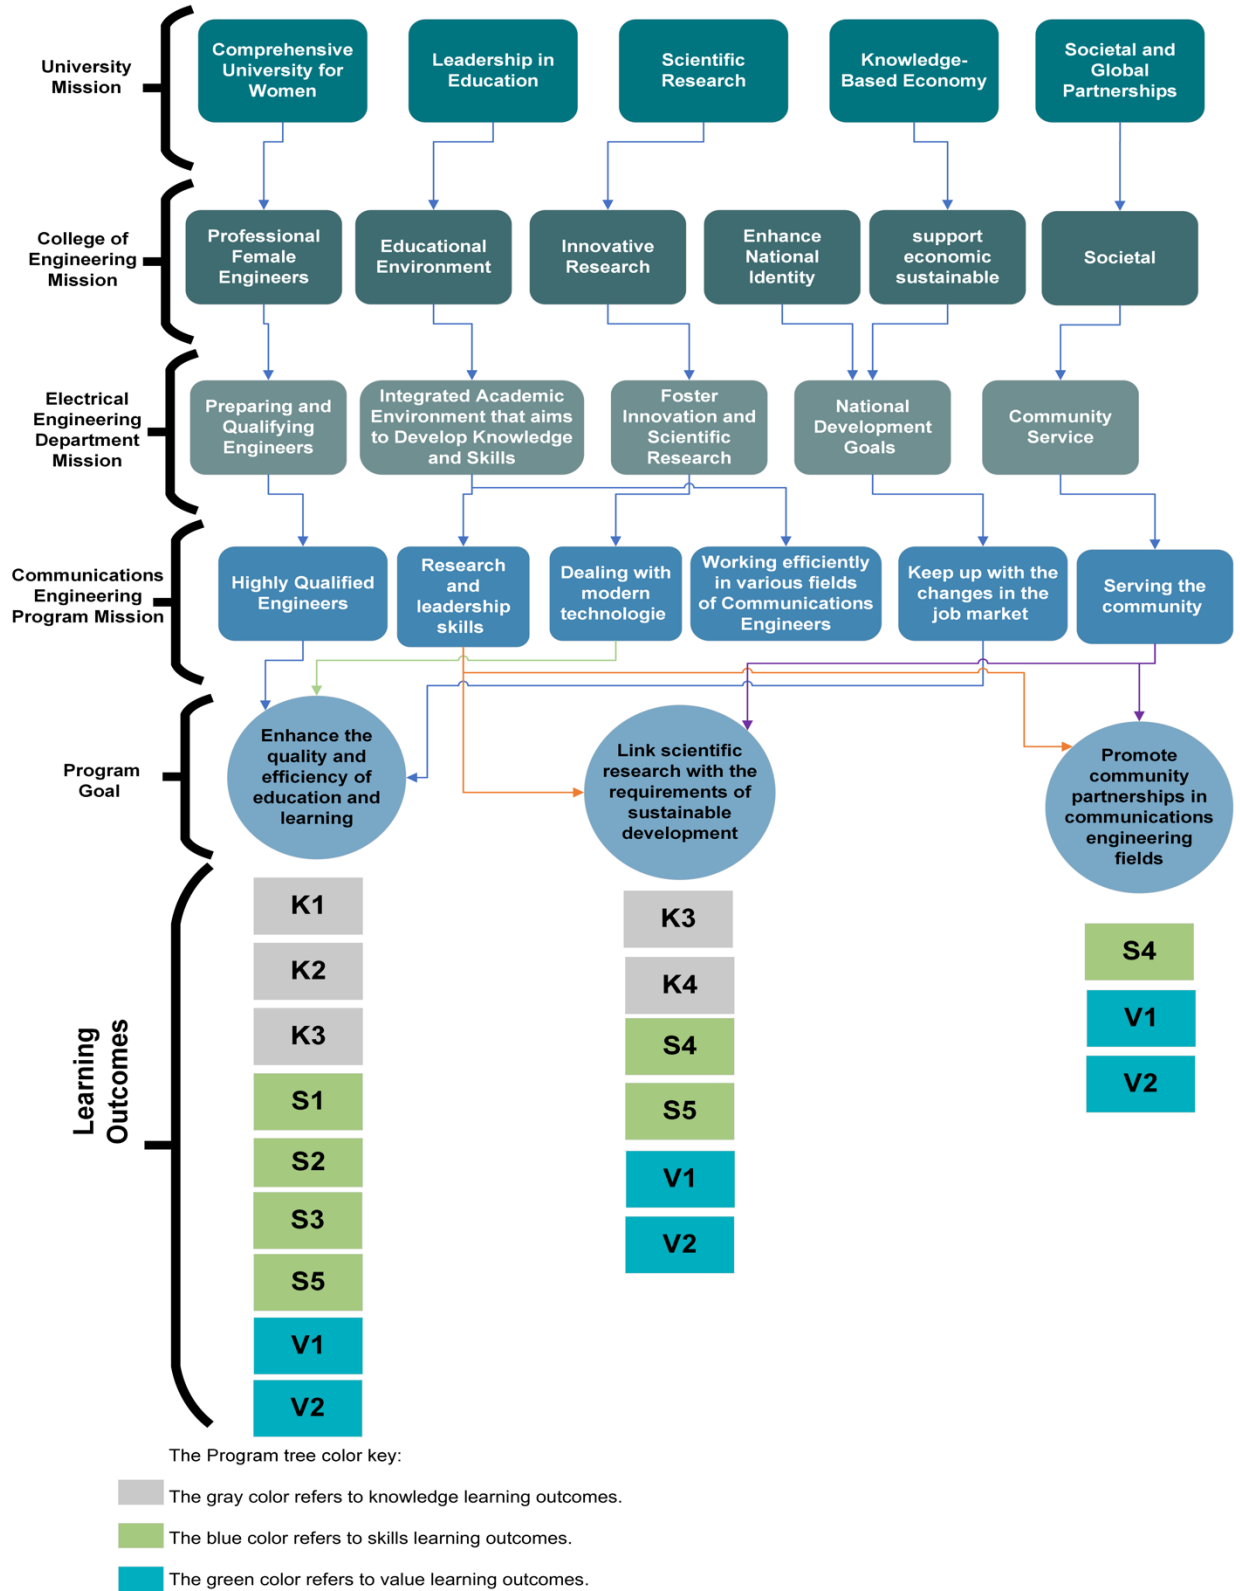 University
Mission
Comprehensive
University for
Women
Leadership in
Education
Scientific
Research
Knowledge-
Based Economy
Societal and
Global
Partnerships
College of
Engineering
Mission
Professional
Female
Engineers
Educational
Environment
Innovative
Research
Enhance
National
Identity
support
economic
sustainable
Societal
Electrical
Engineering
Department
Mission
Preparing and
Qualifying
Engineers
Integrated Academic
Environment that aims
to Develop Knowledge
and Skills
Foster
Innovation and
Scientific
Research
National
Development
Goals
Community
Service
Communications
Engineering
Program Mission
Highly Qualified
Engineers
Research
and
leadership
skills
Dealing with
modern
technologie
Working efficiently
in various fields
of Communications
Engineers
Keep up with the
changes in the
job market
Serving the
community
Program
Goal
Enhance the
quality and
efficiency of
education and
learning
Link scientific
research with the
requirements of
sustainable
development
Promote
community
partnerships in
communications
engineering
fields
Learning
Outcomes
K1
K2
K3
S1
S2
S3
S5
V1
V2
K3
K4
S4
S5
V1
V2
S4
V1
V2
The Program tree color key:
The gray color refers to knowledge learning outcomes.
The blue color refers to skills learning outcomes.
The green color refers to value learning outcomes.